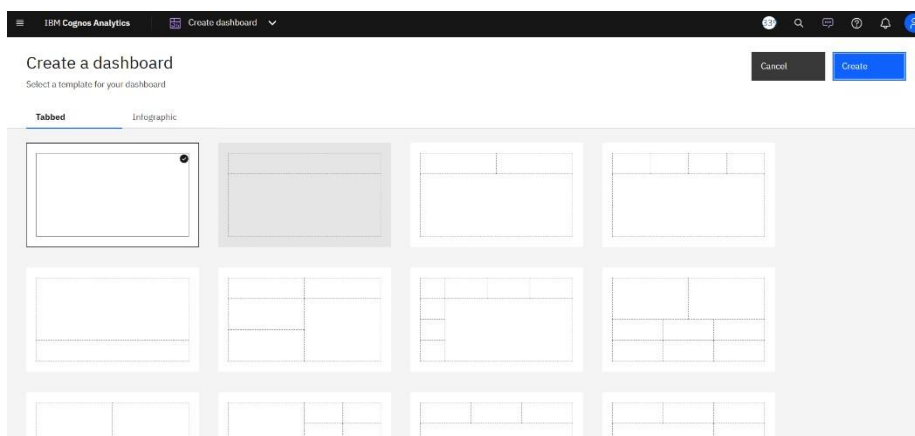 IBM Cognos Analytics
Create dashboard
Create a dashboard
Cancel
Create
Select a template for your dashboard
Tabbed
Infographic